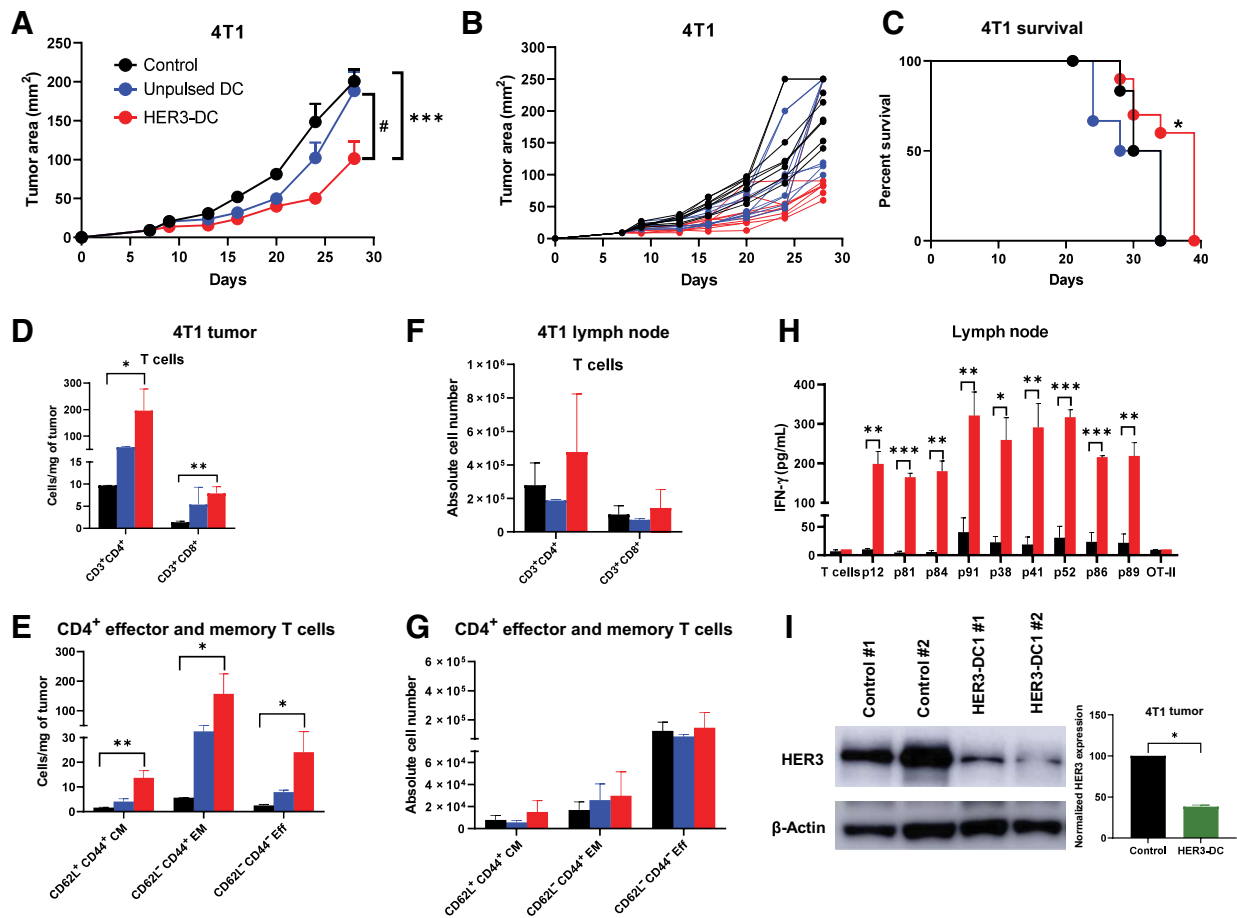 A
4T1
Tumor area (mm²)
250
200
150
100
50
0
0 5 10 15 20 25 30
Days
Control
Unpulsed DC
HER3-DC
#
***
B
4T1
Tumor area (mm²)
300
250
200
150
100
50
0
0 5 10 15 20 25 30
Days
C
4T1 survival
Percent survival
100
50
0
0 10 20 30 40
Days
*
D
4T1 tumor
T cells
Cells/mg of tumor
300
200
100
50
15
10
5
0
*
**
CD3⁺CD4⁺
CD3⁺CD8⁺
F
4T1 lymph node
T cells
Absolute cell number
1 × 10⁶
8 × 10⁵
6 × 10⁵
4 × 10⁵
2 × 10⁵
0
CD3⁺CD4⁺
CD3⁺CD8⁺
H
Lymph node
IFN-γ (pg/mL)
400
300
200
100
50
0
**
***
**
**
*
**
***
***
**
T cells p12 p81 p84 p91 p38 p41 p52 p86 p89 OT-II
E
CD4⁺ effector and memory T cells
Cells/mg of tumor
300
200
100
30
20
10
0
**
*
*
CD62L⁺ CD44⁺ CM
CD62L⁻ CD44⁺ EM
CD62L⁻ CD44⁻ Eff
G
CD4⁺ effector and memory T cells
Absolute cell number
6 × 10⁵
4 × 10⁵
2 × 10⁵
4 × 10⁴
2 × 10⁴
0
CD62L⁺ CD44⁺ CM
CD62L⁻ CD44⁺ EM
CD62L⁻ CD44⁻ Eff
I
Control #1
Control #2
HER3-DC1 #1
HER3-DC1 #2
HER3
β-Actin
4T1 tumor
Normalized HER3 expression
150
100
50
0
*
Control HER3-DC